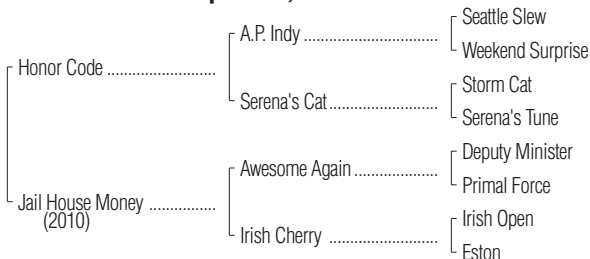 Seattle Slew
A.P. Indy ..............................
Weekend Surprise
Honor Code ........................
Storm Cat
Serena's Cat ........................
Serena's Tune
Deputy Minister
Awesome Again ...................
Primal Force
Jail House Money ...............
(2010)
Irish Open
Irish Cherry ........................
Eston